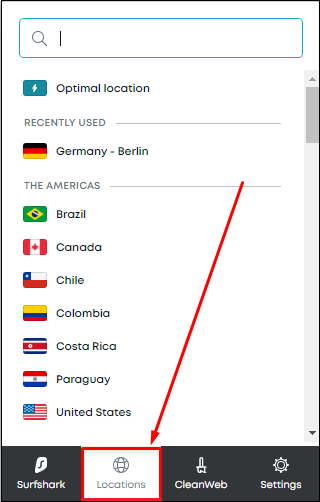 Optimal location
RECENTLY USED
Germany - Berlin
THE AMERICAS
Brazil
Canada
Chile
Colombia
Costa Rica
Paraguay
United States
Surfshark Locations CleanWeb Settings